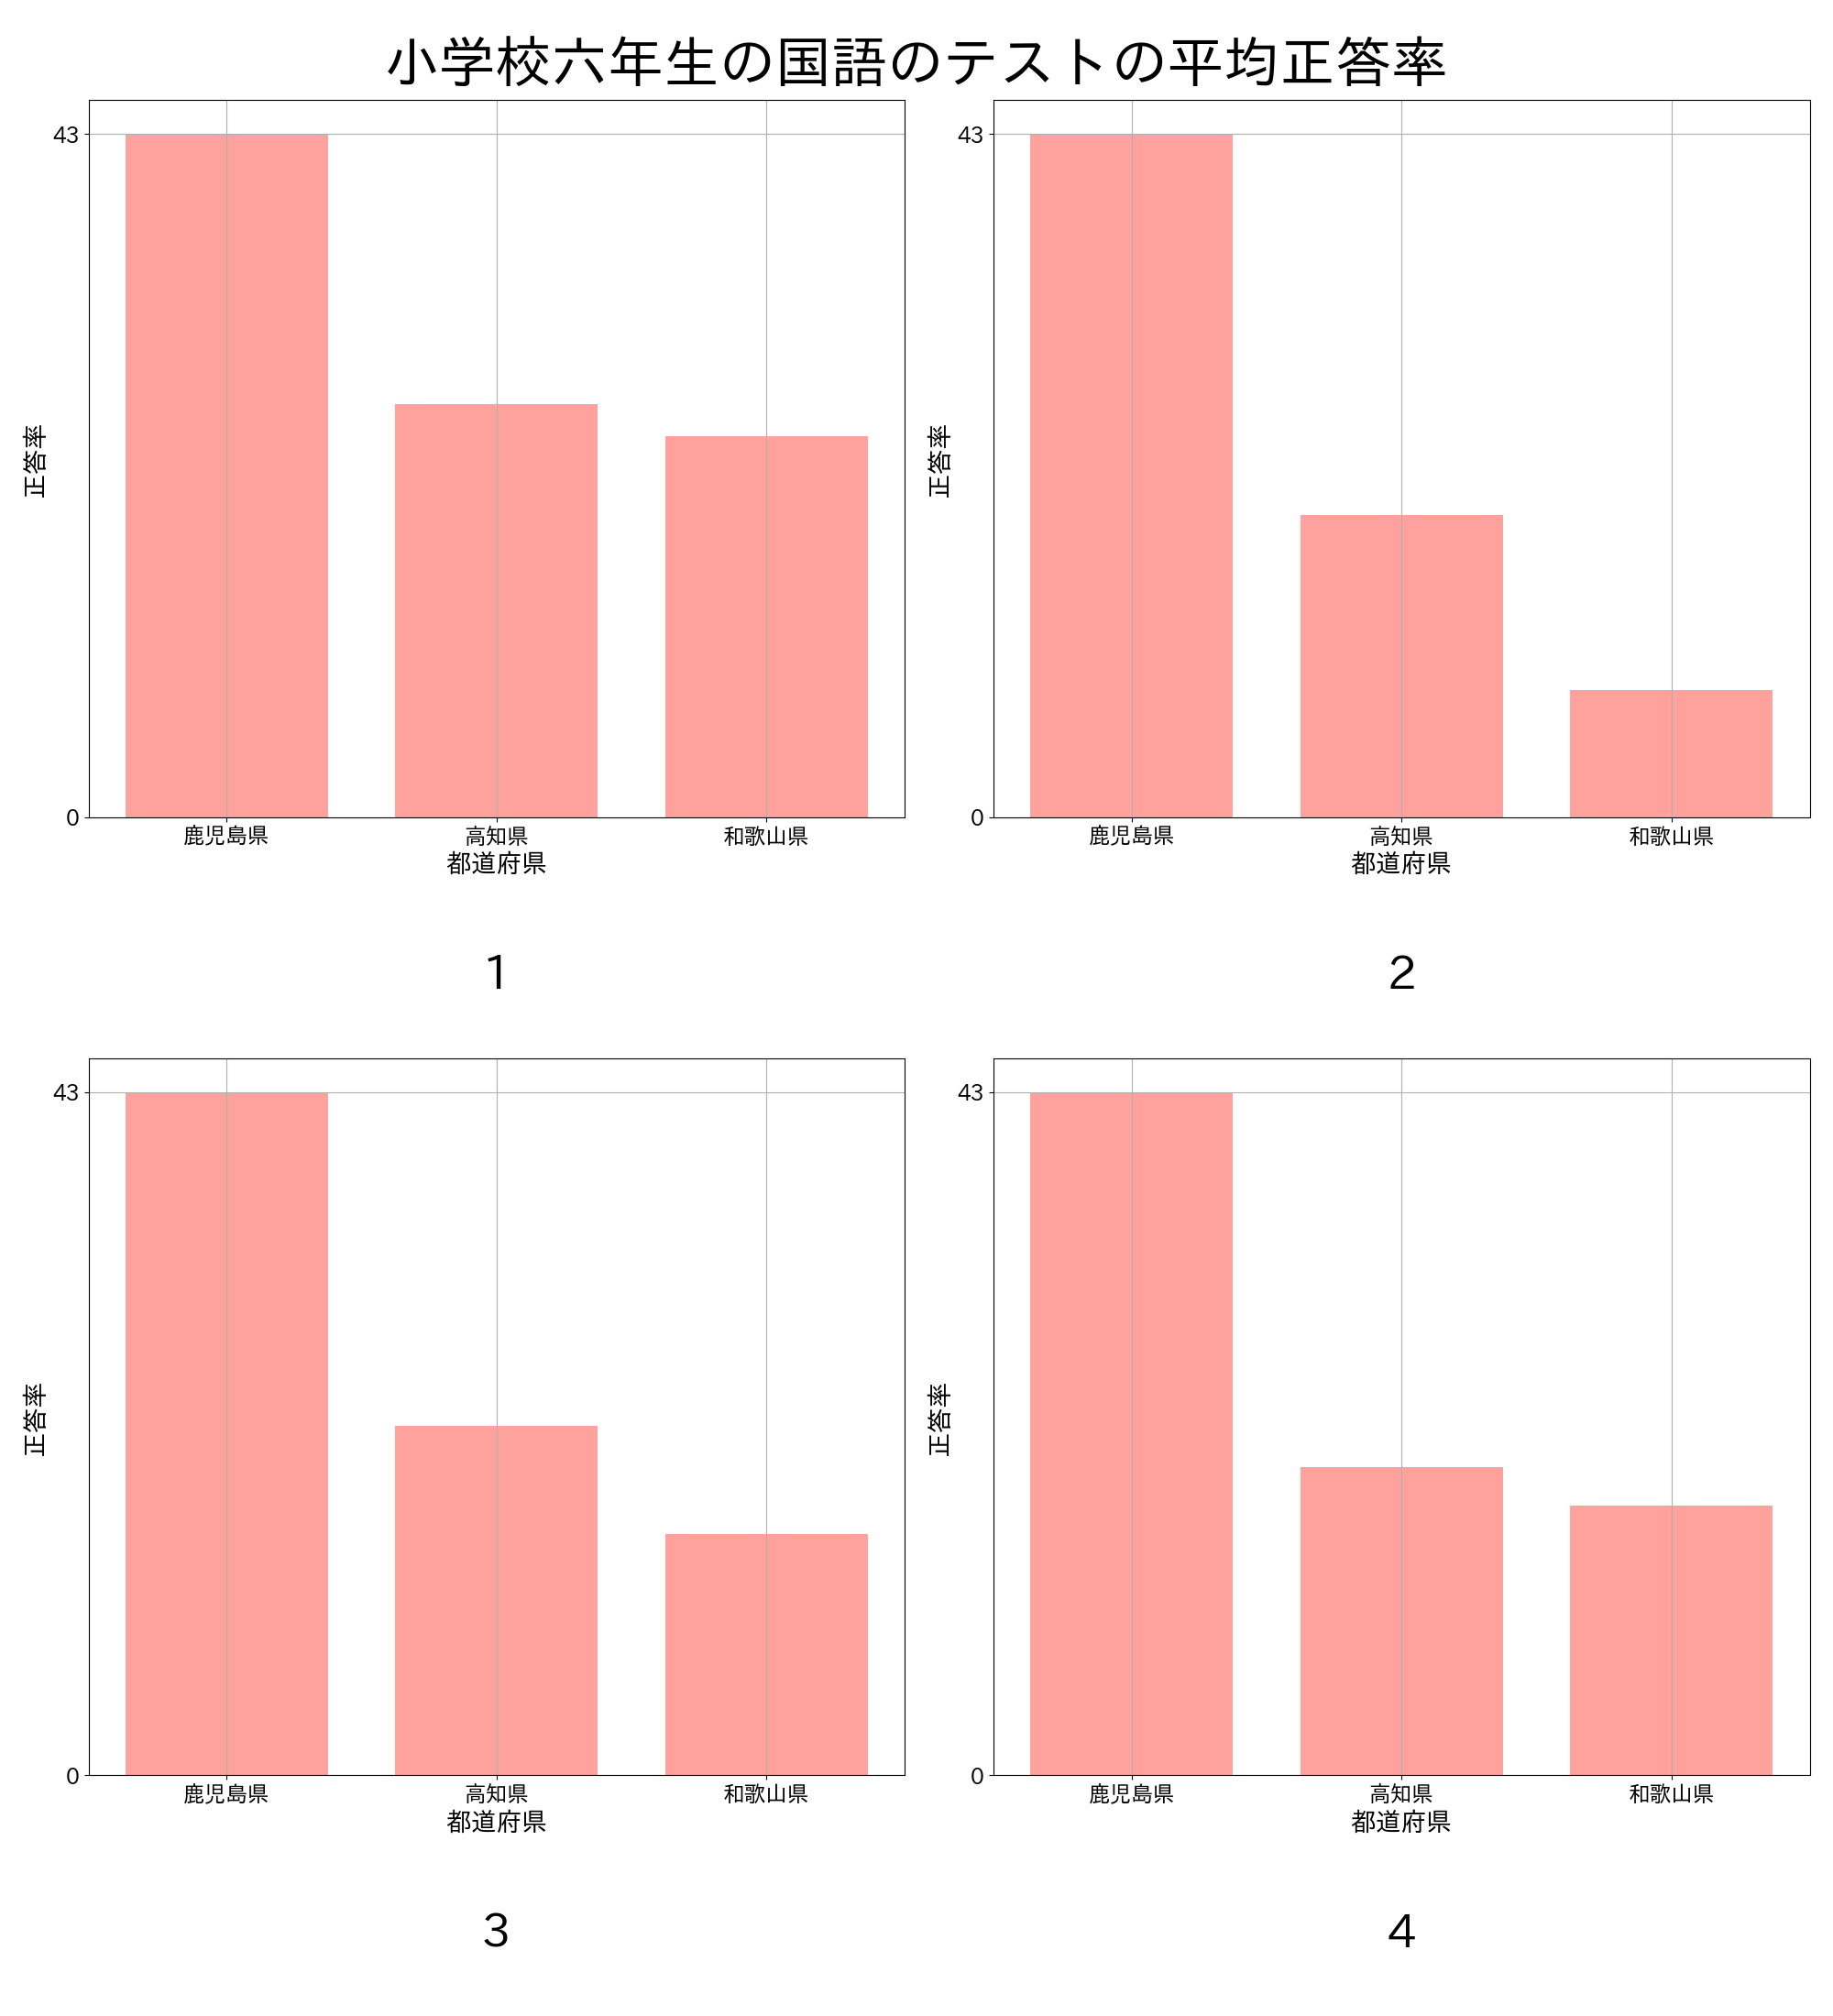 小学校六年生の国語のテストの平均正答率
43
0
正答率
鹿児島県 高知県 和歌山県
都道府県
1
43
0
正答率
鹿児島県 高知県 和歌山県
都道府県
2
43
0
正答率
鹿児島県 高知県 和歌山県
都道府県
3
43
0
正答率
鹿児島県 高知県 和歌山県
都道府県
4